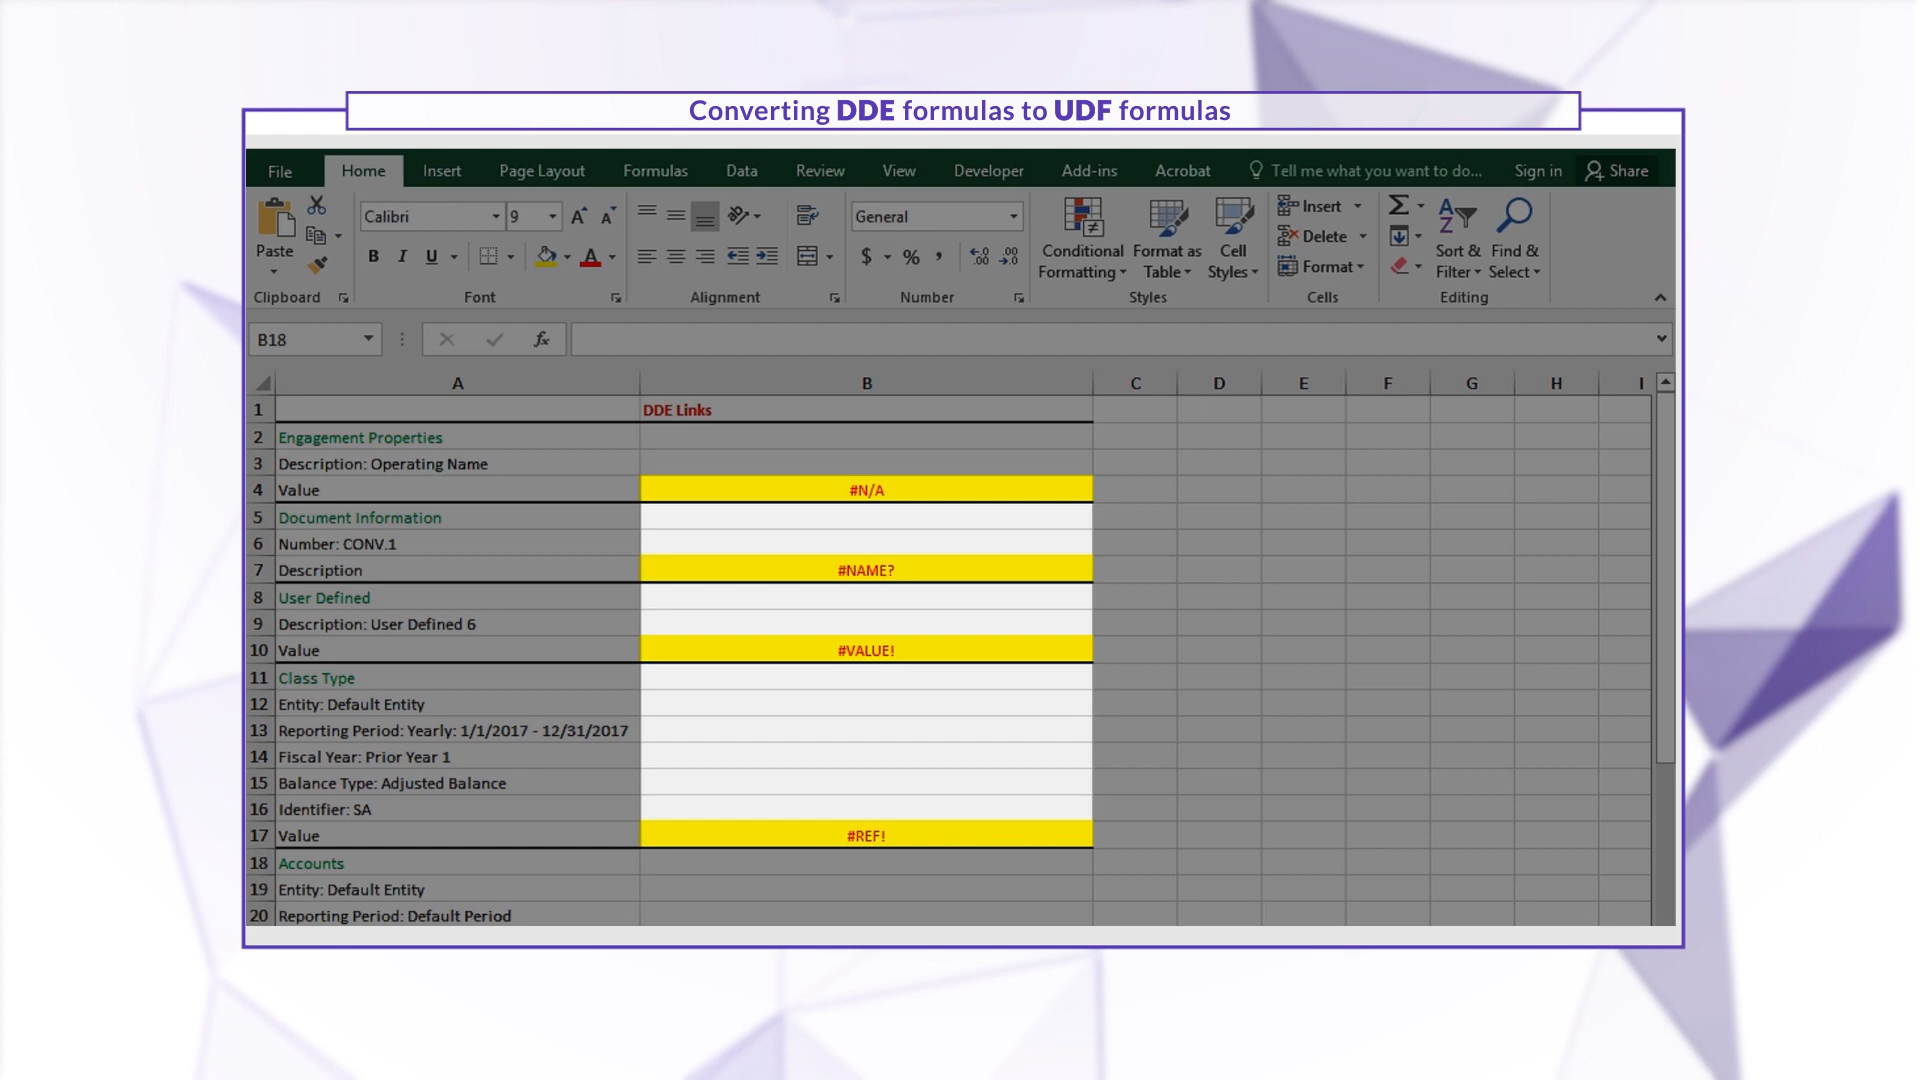 Converting DDE formulas to UDF formulas
File Home Insert Page Layout Formulas Data Review View Developer Add-ins Acrobat Tell me what you want to do... Sign in Share
Calibri 9 General
Insert
Delete
Format
Paste
B I U A $ % , .00
Conditional Formatting
Format as Table
Cell Styles
Sort & Filter
Find & Select
Clipboard Font Alignment Number Styles Cells Editing
B18 fx
A B C D E F G H I
1 DDE Links
2 Engagement Properties
3 Description: Operating Name
4 Value #N/A
5 Document Information
6 Number: CONV.1
7 Description #NAME?
8 User Defined
9 Description: User Defined 6
10 Value #VALUE!
11 Class Type
12 Entity: Default Entity
13 Reporting Period: Yearly: 1/1/2017 - 12/31/2017
14 Fiscal Year: Prior Year 1
15 Balance Type: Adjusted Balance
16 Identifier: SA
17 Value #REF!
18 Accounts
19 Entity: Default Entity
20 Reporting Period: Default Period